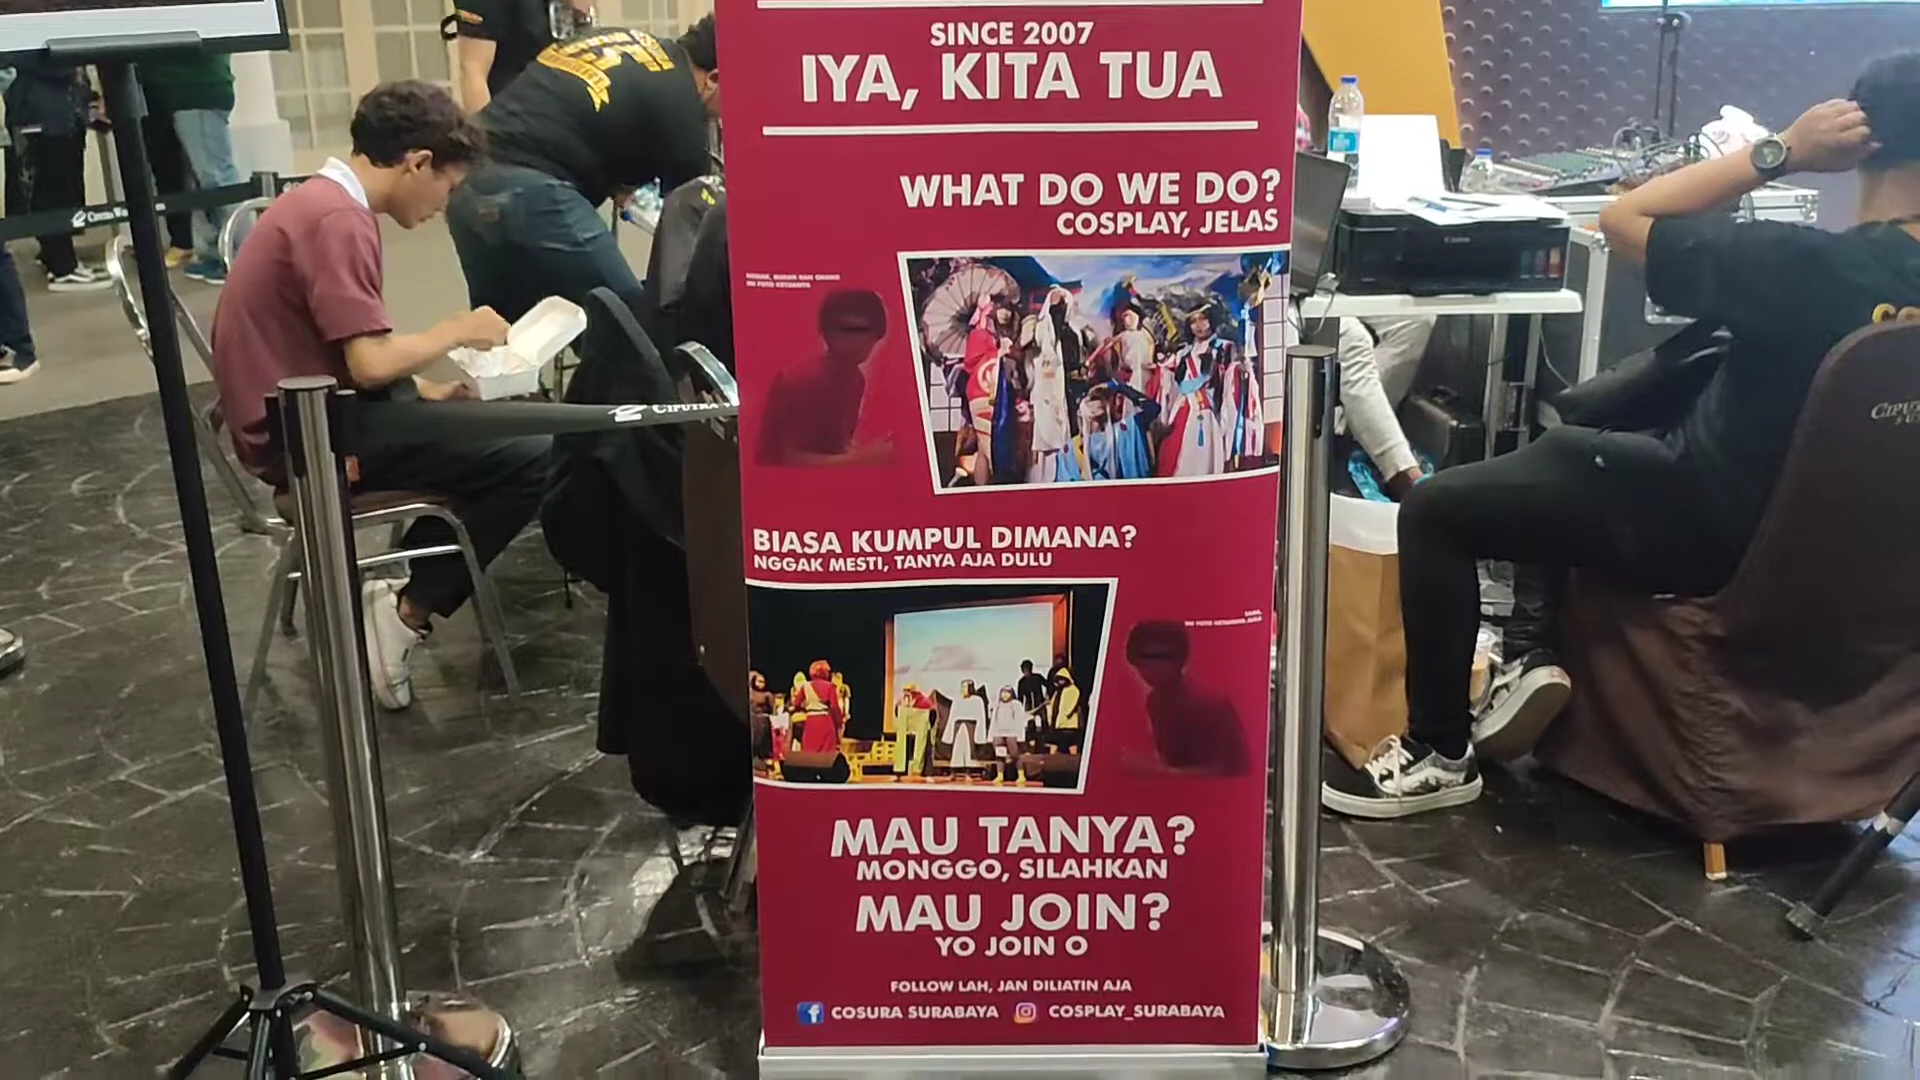 SINCE 2007
IYA, KITA TUA
WHAT DO WE DO?
COSPLAY, JELAS
BIASA KUMPUL DIMANA?
NGGAK MESTI, TANYA AJA DULU
MAU TANYA?
MONGGO, SILAHKAN
MAU JOIN?
YO JOIN O
FOLLOW LAH, JAN DILIATIN AJA
COSURA SURABAYA COSPLAY_SURABAYA
CIPUTRA
Canon